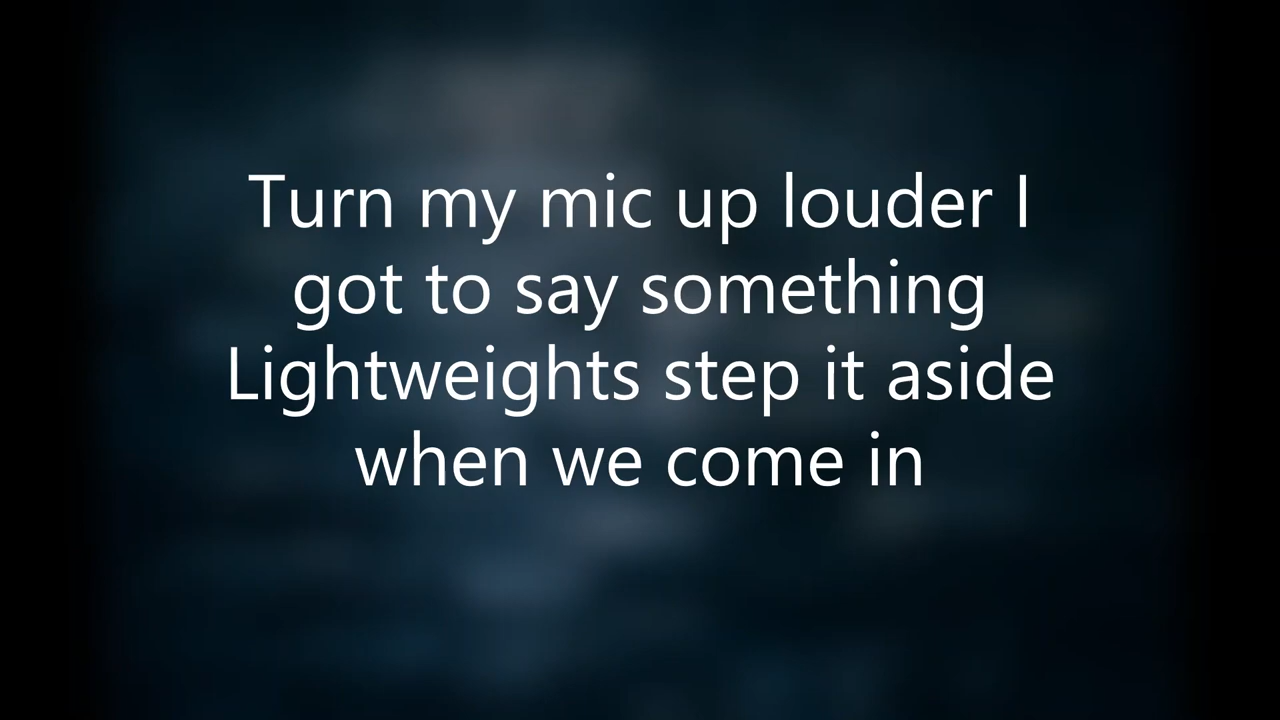 Turn my mic up louder I
got to say something
Lightweights step it aside
when we come in